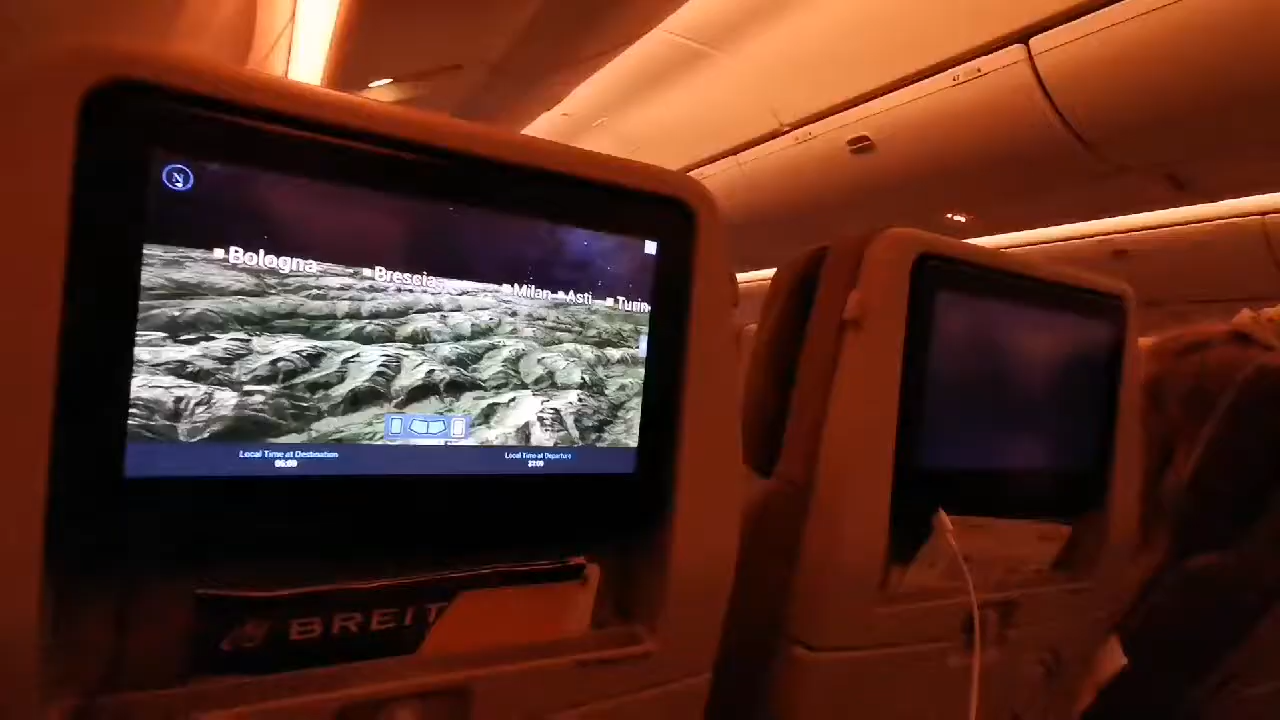 N
Bologna
Brescia
Milan
Asti
Turin
Local Time at Destination
Local Time at Departure
BREIT